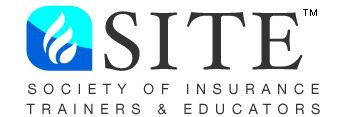 SITE™
SOCIETY OF INSURANCE
TRAINERS & EDUCATORS